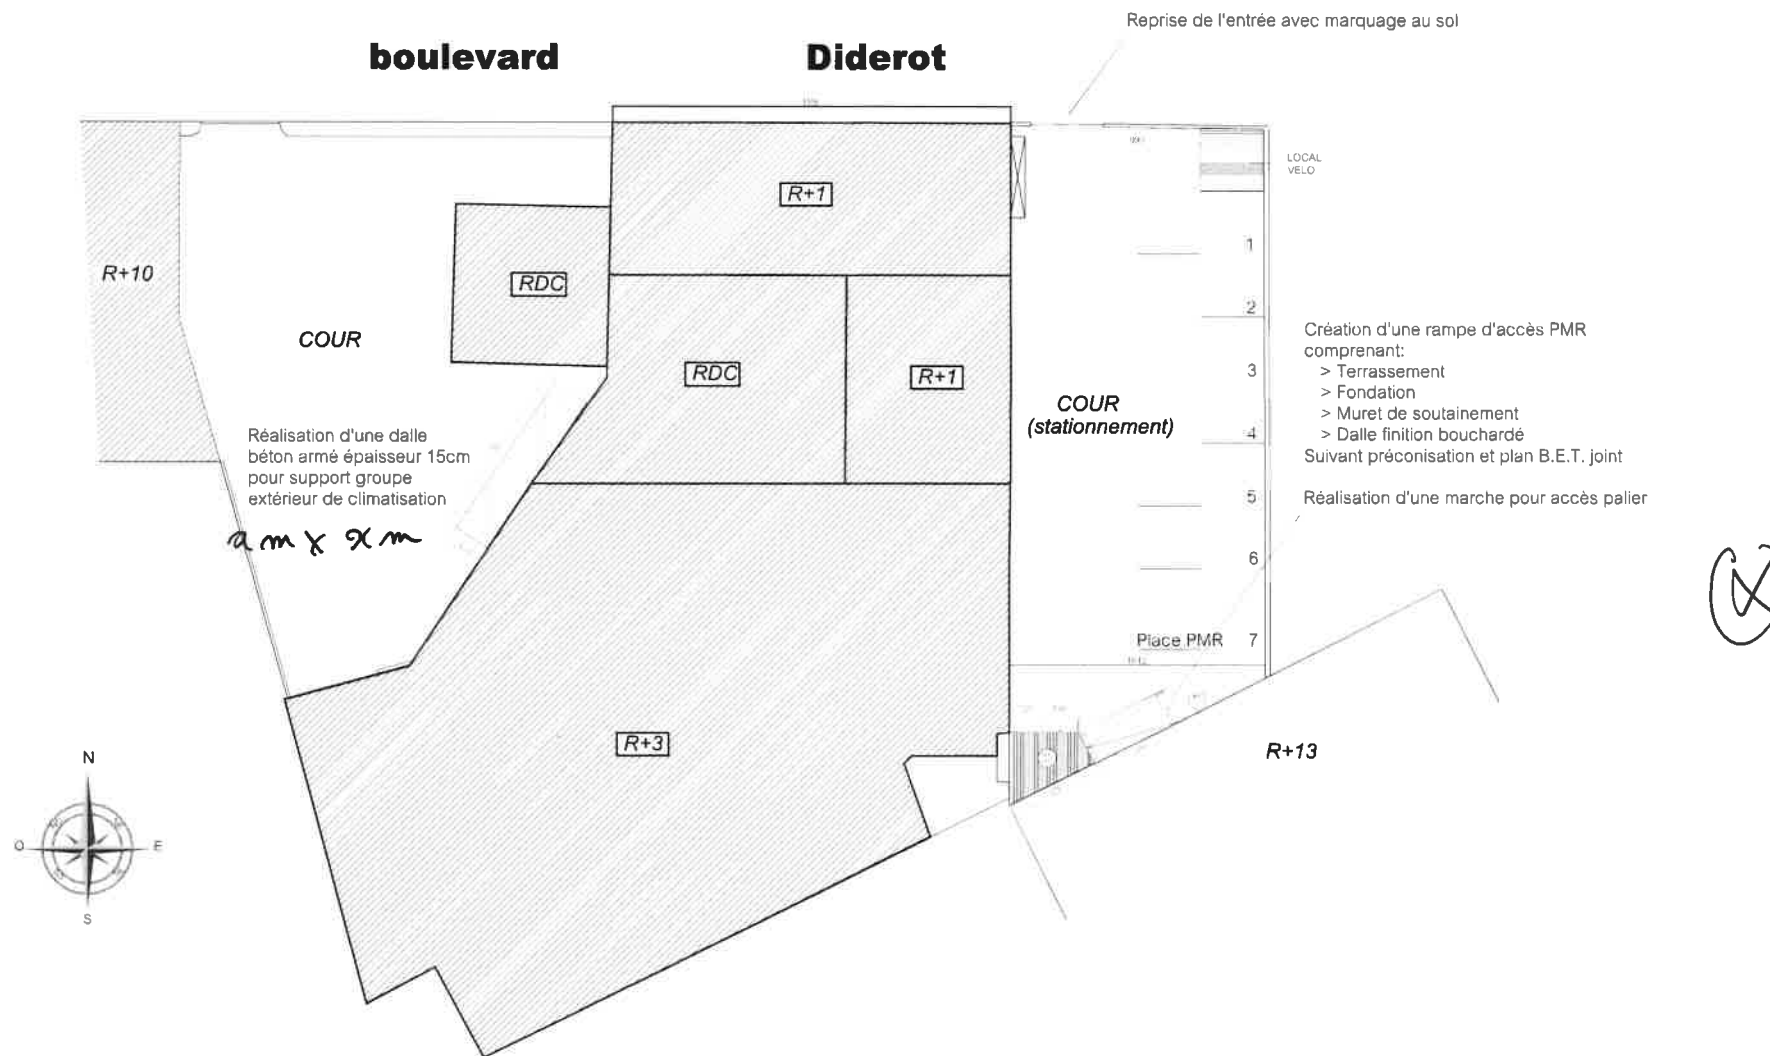 Reprise de l'entrée avec marquage au sol
boulevard Diderot
LOCAL
VELO
R+1
R+10
RDC
COUR
RDC
R+1
COUR
(stationnement)
1
2
3
4
5
6
Place PMR 7
Création d'une rampe d'accès PMR
comprenant:
> Terrassement
> Fondation
> Muret de soutainement
> Dalle finition bouchardé
Suivant préconisation et plan B.E.T. joint
Réalisation d'une marche pour accès palier
Réalisation d'une dalle
béton armé épaisseur 15cm
pour support groupe
extérieur de climatisation
R+3
R+13
N
O
E
S